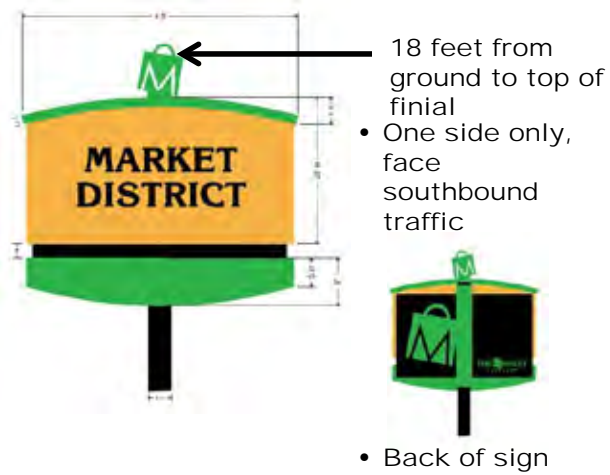 M
18 feet from
ground to top of
finial
MARKET
DISTRICT
• One side only,
face
southbound
traffic
M
M
• Back of sign